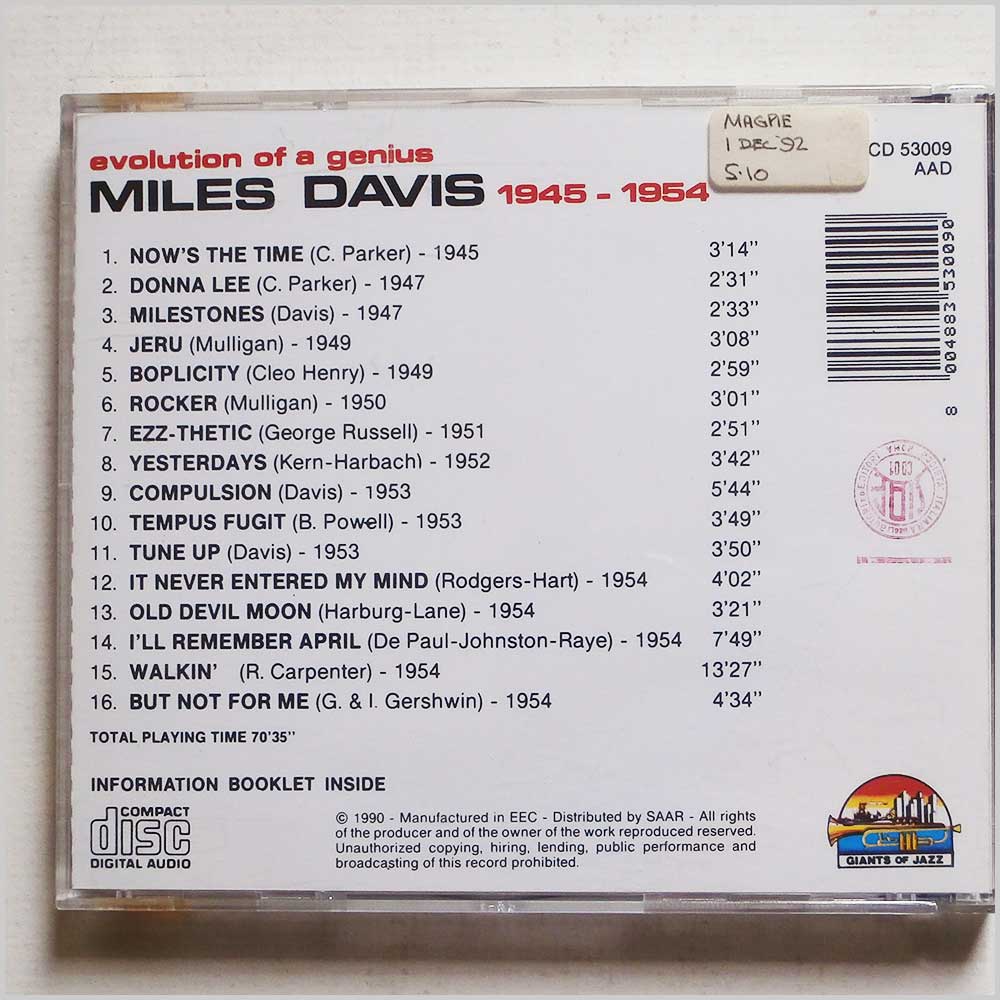 MAGPIE
1 DEC '92
5.10
CD 53009
AAD
evolution of a genius
MILES DAVIS 1945 - 1954
1. NOW'S THE TIME (C. Parker) - 1945 3'14"
2. DONNA LEE (C. Parker) - 1947 2'31"
3. MILESTONES (Davis) - 1947 2'33"
4. JERU (Mulligan) - 1949 3'08"
5. BOPLICITY (Cleo Henry) - 1949 2'59"
6. ROCKER (Mulligan) - 1950 3'01"
7. EZZ-THETIC (George Russell) - 1951 2'51"
8. YESTERDAYS (Kern-Harbach) - 1952 3'42"
9. COMPULSION (Davis) - 1953 5'44"
10. TEMPUS FUGIT (B. Powell) - 1953 3'49"
11. TUNE UP (Davis) - 1953 3'50"
12. IT NEVER ENTERED MY MIND (Rodgers-Hart) - 1954 4'02"
13. OLD DEVIL MOON (Harburg-Lane) - 1954 3'21"
14. I'LL REMEMBER APRIL (De Paul-Johnston-Raye) - 1954 7'49"
15. WALKIN' (R. Carpenter) - 1954 13'27"
16. BUT NOT FOR ME (G. & I. Gershwin) - 1954 4'34"
TOTAL PLAYING TIME 70'35"
INFORMATION BOOKLET INSIDE
COMPACT
disc
DIGITAL AUDIO
© 1990 - Manufactured in EEC - Distributed by SAAR - All rights
of the producer and of the owner of the work reproduced reserved.
Unauthorized copying, hiring, lending, public performance and
broadcasting of this record prohibited.
8 004883 530090
SIAE
GIANTS OF JAZZ